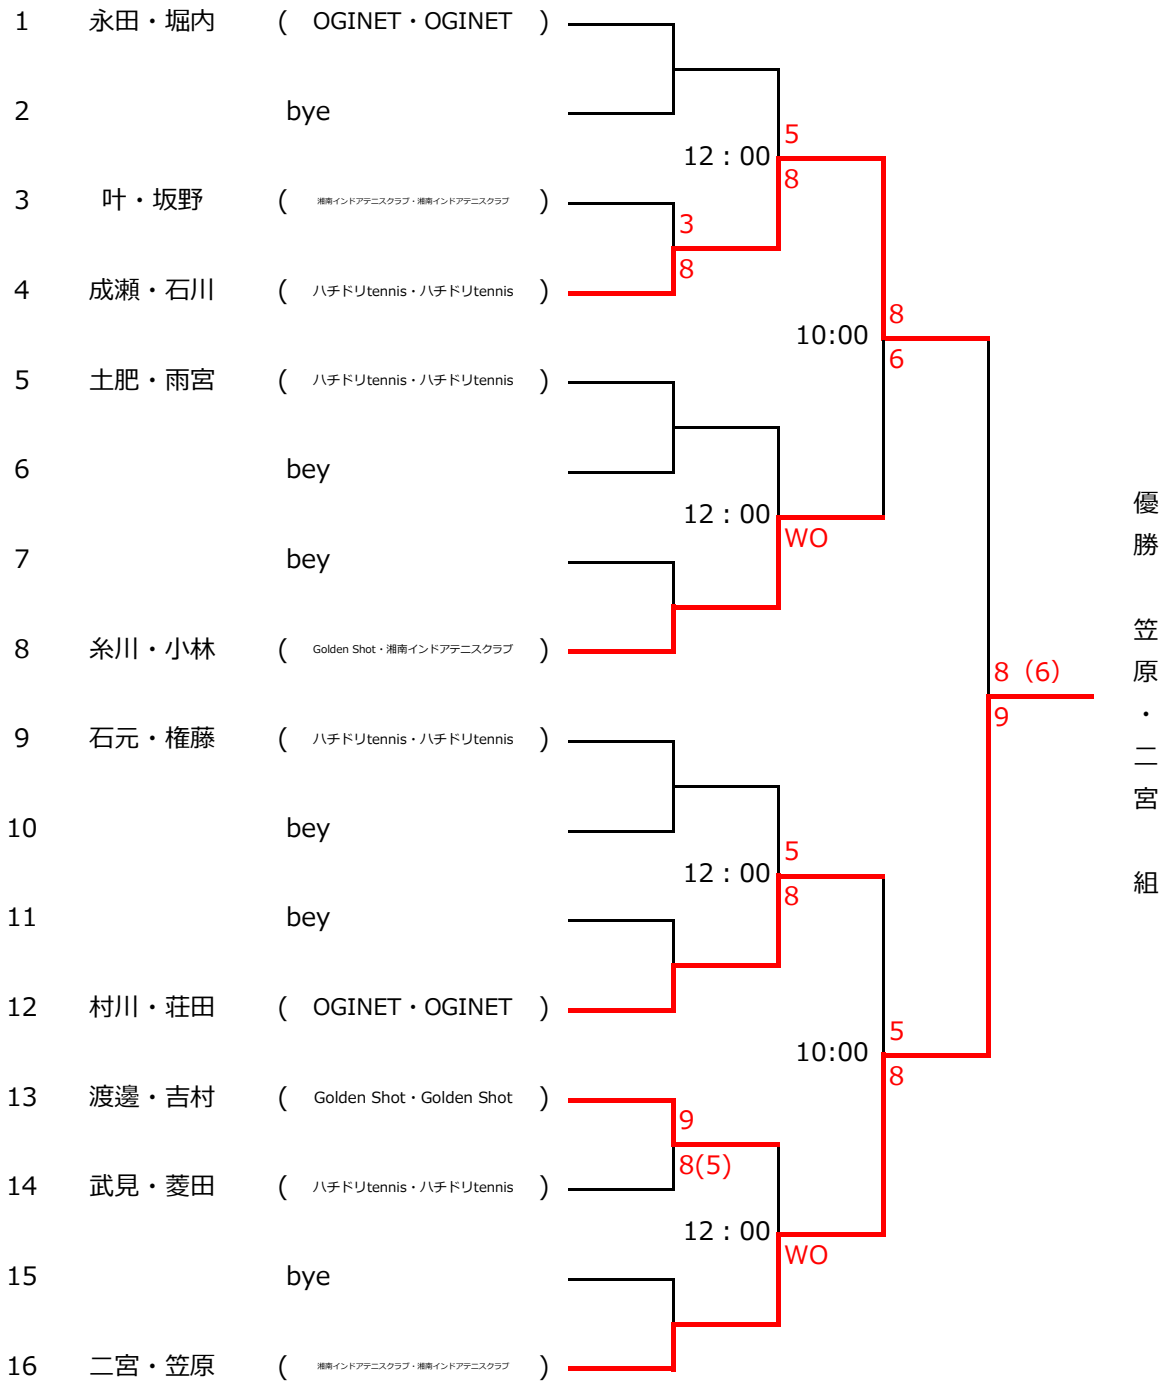 1 永田・堀内 ( OGINET・OGINET )
2 bye
5
12：00
8
3 叶・坂野 ( 湘南インドアテニスクラブ・湘南インドアテニスクラブ )
3
8
4 成瀬・石川 ( ハチドリtennis・ハチドリtennis )
8
10:00
6
5 土肥・雨宮 ( ハチドリtennis・ハチドリtennis )
6 bey
12：00
WO
7 bey
8 糸川・小林 ( Golden Shot・湘南インドアテニスクラブ )
8（6）
9
優勝 笠原・二宮 組
9 石元・権藤 ( ハチドリtennis・ハチドリtennis )
10 bey
5
12：00
8
11 bey
12 村川・荘田 ( OGINET・OGINET )
5
10:00
8
13 渡邊・吉村 ( Golden Shot・Golden Shot )
9
8(5)
14 武見・菱田 ( ハチドリtennis・ハチドリtennis )
12：00
WO
15 bye
16 二宮・笠原 ( 湘南インドアテニスクラブ・湘南インドアテニスクラブ )